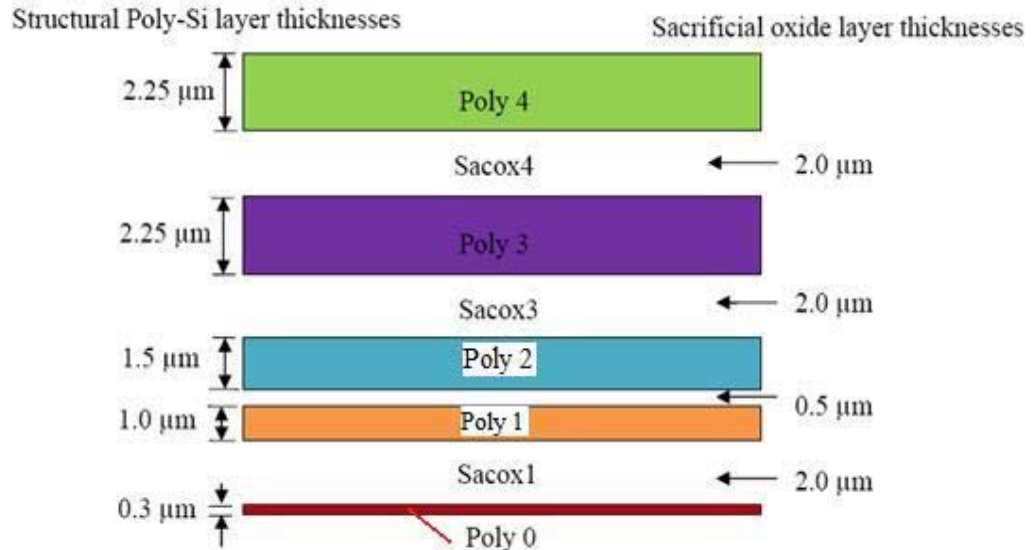 Structural Poly-Si layer thicknesses
Sacrificial oxide layer thicknesses
2.25 µm
Poly 4
Sacox4
2.0 µm
2.25 µm
Poly 3
Sacox3
2.0 µm
1.5 µm
Poly 2
0.5 µm
1.0 µm
Poly 1
Sacox1
2.0 µm
0.3 µm
Poly 0